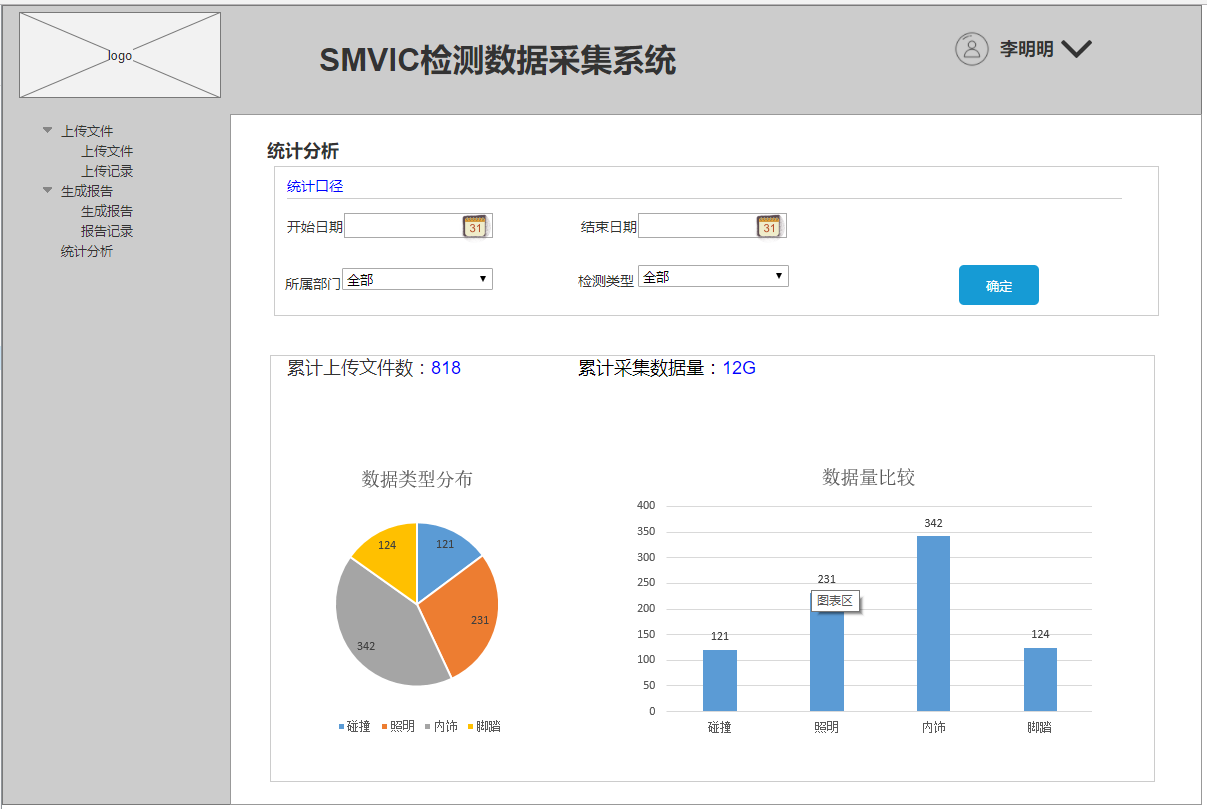 logo
SMVIC检测数据采集系统
李明明
上传文件
上传文件
上传记录
生成报告
生成报告
报告记录
统计分析
统计分析
统计口径
开始日期 31 结束日期 31
所属部门 全部 检测类型 全部 确定
累计上传文件数：818 累计采集数据量：12G
数据类型分布
124 121
231
342
碰撞 照明 内饰 脚踏
数据量比较
400
350
300
250
200
150
100
50
0
121
231
342
124
图表区
碰撞 照明 内饰 脚踏